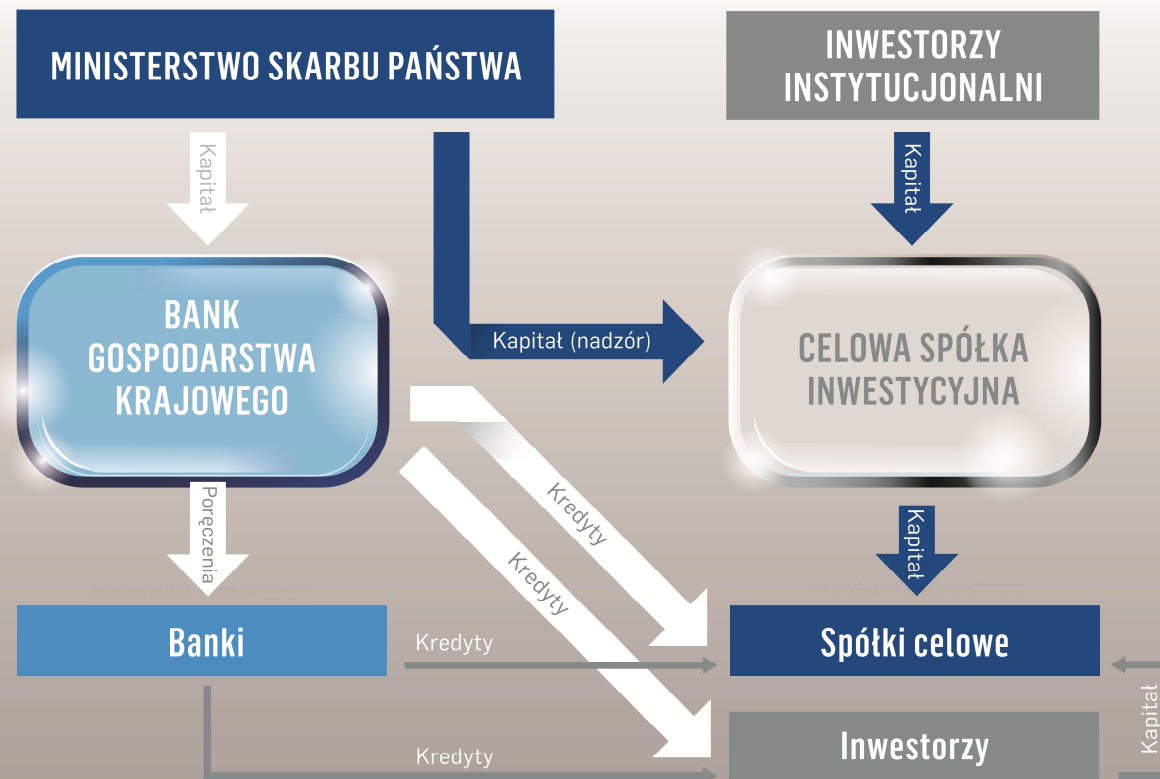 MINISTERSTWO SKARBU PAŃSTWA
INWESTORZY
INSTYTUCJONALNI
Kapitał
Kapitał
BANK
GOSPODARSTWA
KRAJOWEGO
Kapitał (nadzór)
CELOWA SPÓŁKA
INWESTYCYJNA
Poręczenia
Kredyty
Kredyty
Kapitał
Banki
Kredyty
Spółki celowe
Kapitał
Inwestorzy
Kredyty